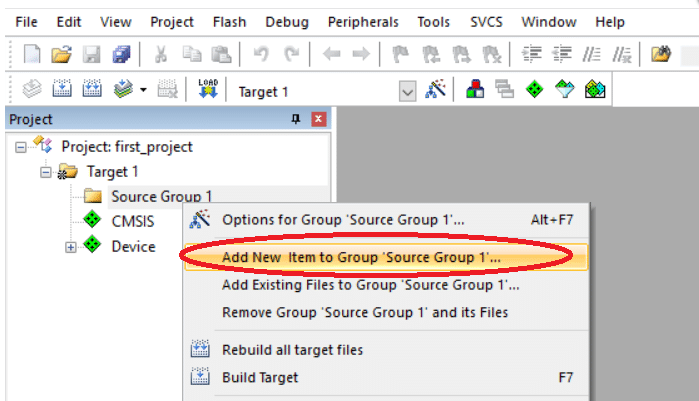 File Edit View Project Flash Debug Peripherals Tools SVCS Window Help
LOAD Target 1
Project
Project: first_project
Target 1
Source Group 1
CMSIS
Device
Options for Group 'Source Group 1'... Alt+F7
Add New  Item to Group 'Source Group 1'...
Add Existing Files to Group 'Source Group 1'...
Remove Group 'Source Group 1' and its Files
Rebuild all target files
Build Target F7